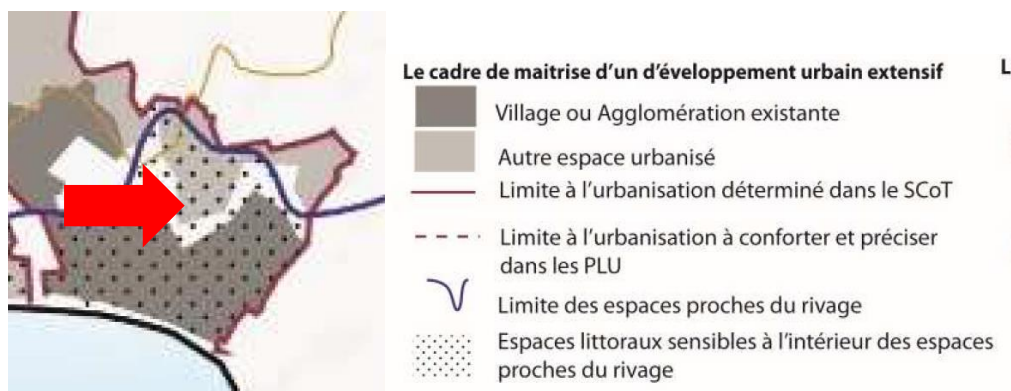 Le cadre de maitrise d'un d'éveloppement urbain extensif
L
Village ou Agglomération existante
Autre espace urbanisé
Limite à l'urbanisation déterminé dans le SCoT
Limite à l'urbanisation à conforter et préciser
dans les PLU
Limite des espaces proches du rivage
Espaces littoraux sensibles à l'intérieur des espaces
proches du rivage